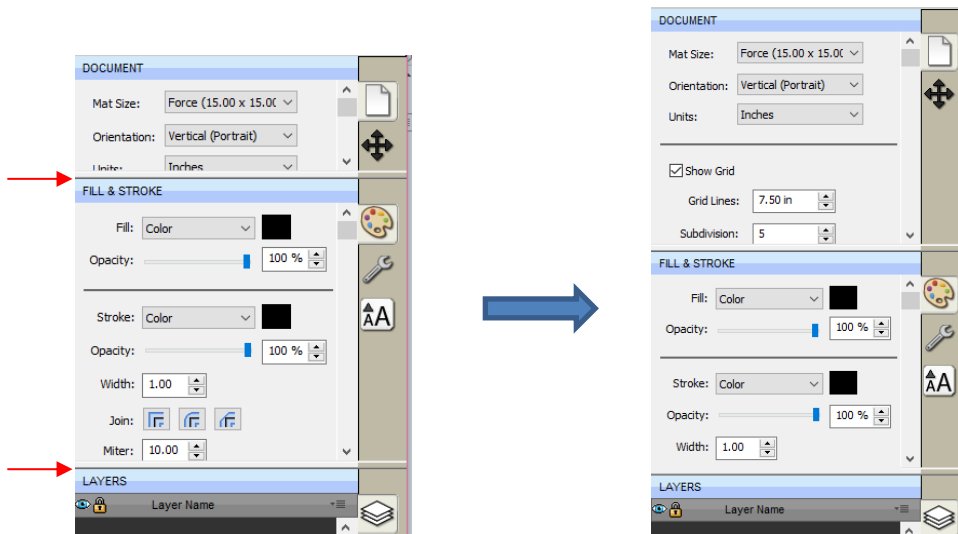 DOCUMENT
Mat Size: Force (15.00 x 15.0(
Orientation: Vertical (Portrait)
Units: Inches
FILL & STROKE
Fill: Color
Opacity: 100 %
Stroke: Color
Opacity: 100 %
Width: 1.00
Join:
Miter: 10.00
LAYERS
Layer Name
AA
DOCUMENT
Mat Size: Force (15.00 x 15.0(
Orientation: Vertical (Portrait)
Units: Inches
Show Grid
Grid Lines: 7.50 in
Subdivision: 5
FILL & STROKE
Fill: Color
Opacity: 100 %
Stroke: Color
Opacity: 100 %
Width: 1.00
LAYERS
Layer Name
AA